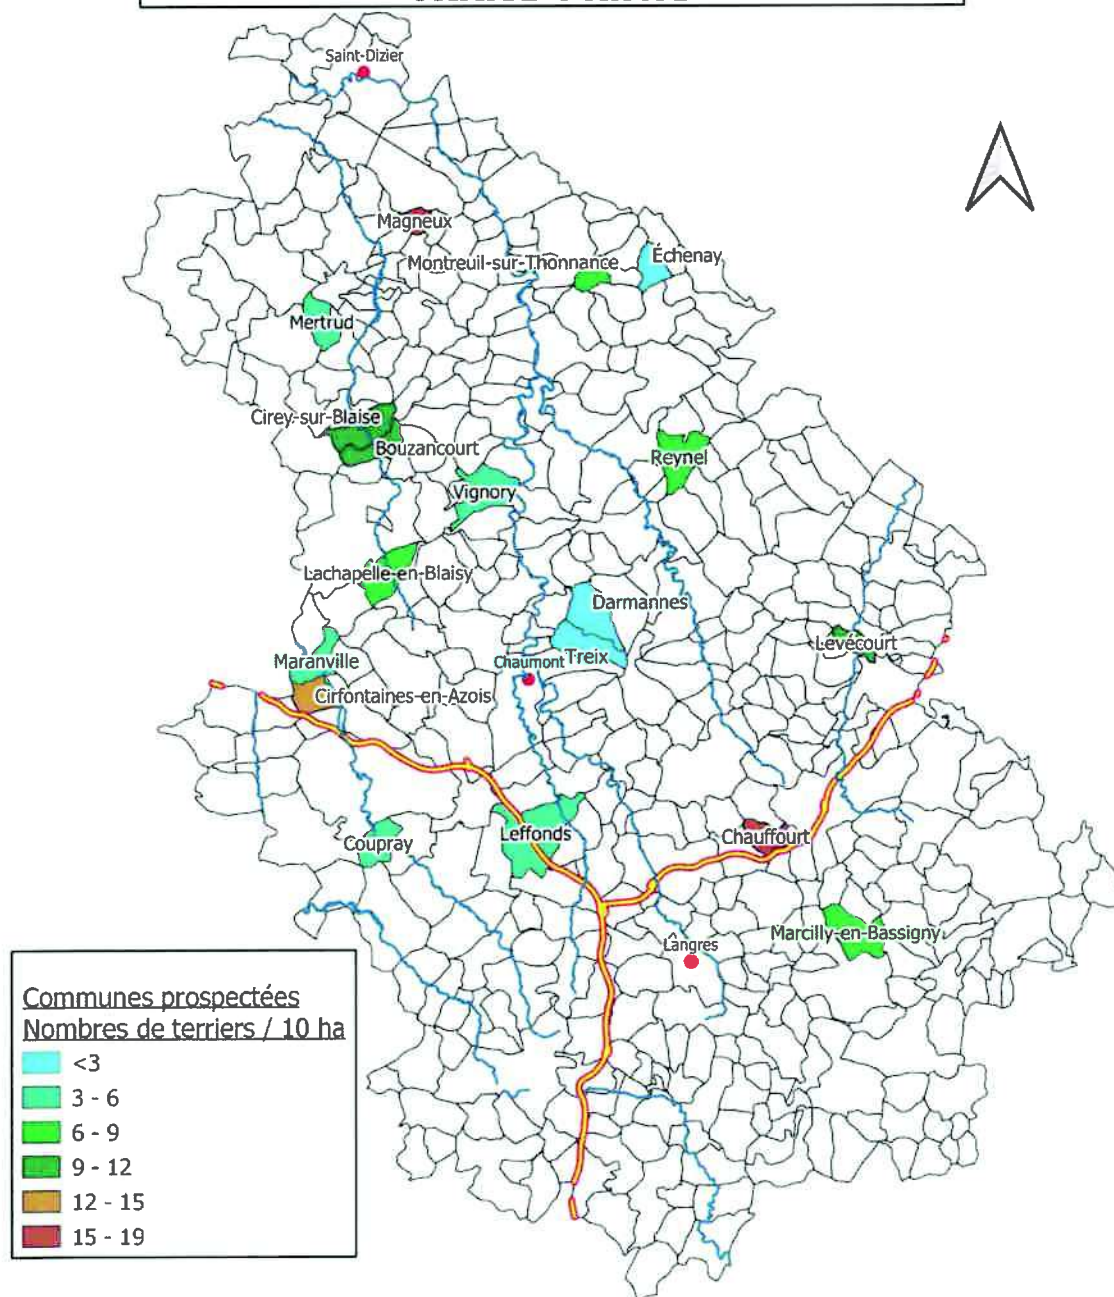 Saint-Dizier
Magneux
Échenay
Montreuil-sur-Thonnance
Mertrud
Cirey-sur-Blaise
Bouzancourt
Reynel
Vignory
Lachapelle-en-Blaisy
Darmannes
Levécourt
Maranville
Chaumont
Treix
Cirfontaines-en-Azois
Leffonds
Chauffourt
Coupray
Marcilly-en-Bassigny
Langres
Communes prospectées
Nombres de terriers / 10 ha
<3
3 - 6
6 - 9
9 - 12
12 - 15
15 - 19